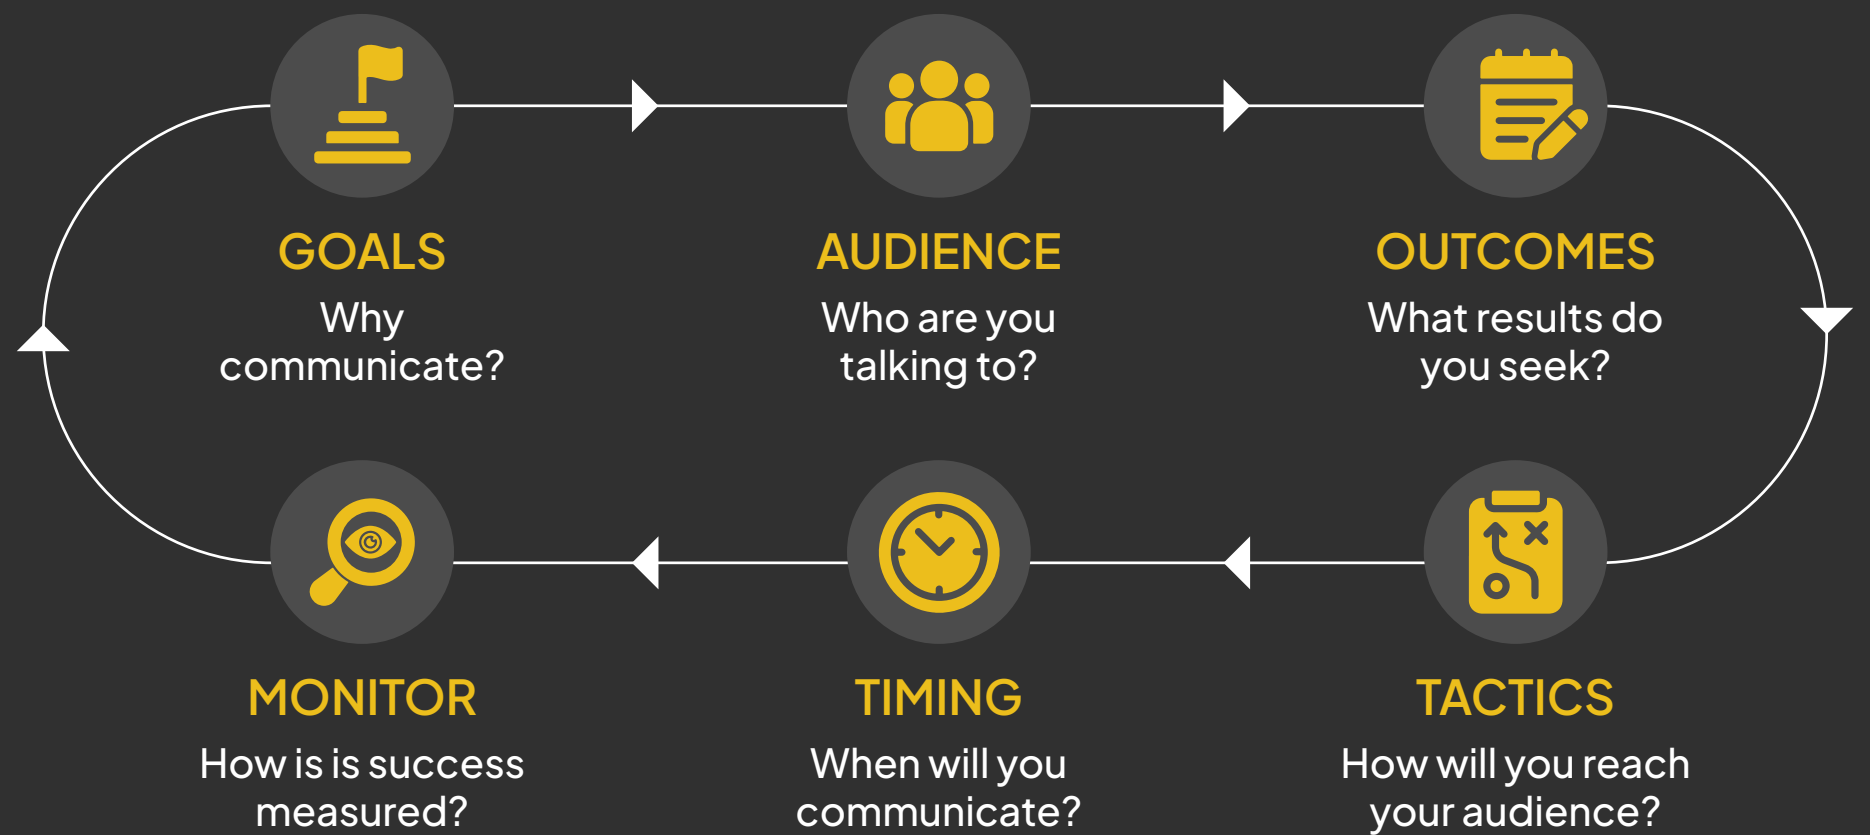 GOALS
Why
communicate?
AUDIENCE
Who are you
talking to?
OUTCOMES
What results do
you seek?
MONITOR
How is is success
measured?
TIMING
When will you
communicate?
TACTICS
How will you reach
your audience?